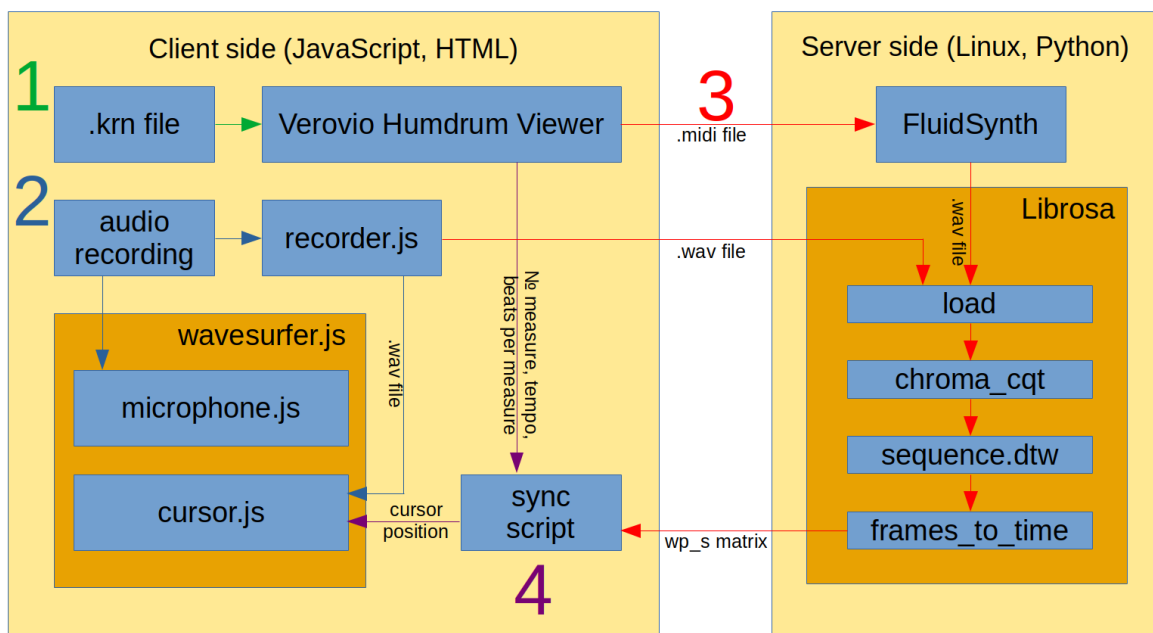 Client side (JavaScript, HTML)
Server side (Linux, Python)
1
.krn file
Verovio Humdrum Viewer
3
.midi file
FluidSynth
2
audio
recording
recorder.js
.wav file
.wav file
Librosa
load
№ measure, tempo,
beats per measure
.wav file
wavesurfer.js
microphone.js
chroma_cqt
sequence.dtw
cursor.js
cursor
position
sync
script
wp_s matrix
frames_to_time
4